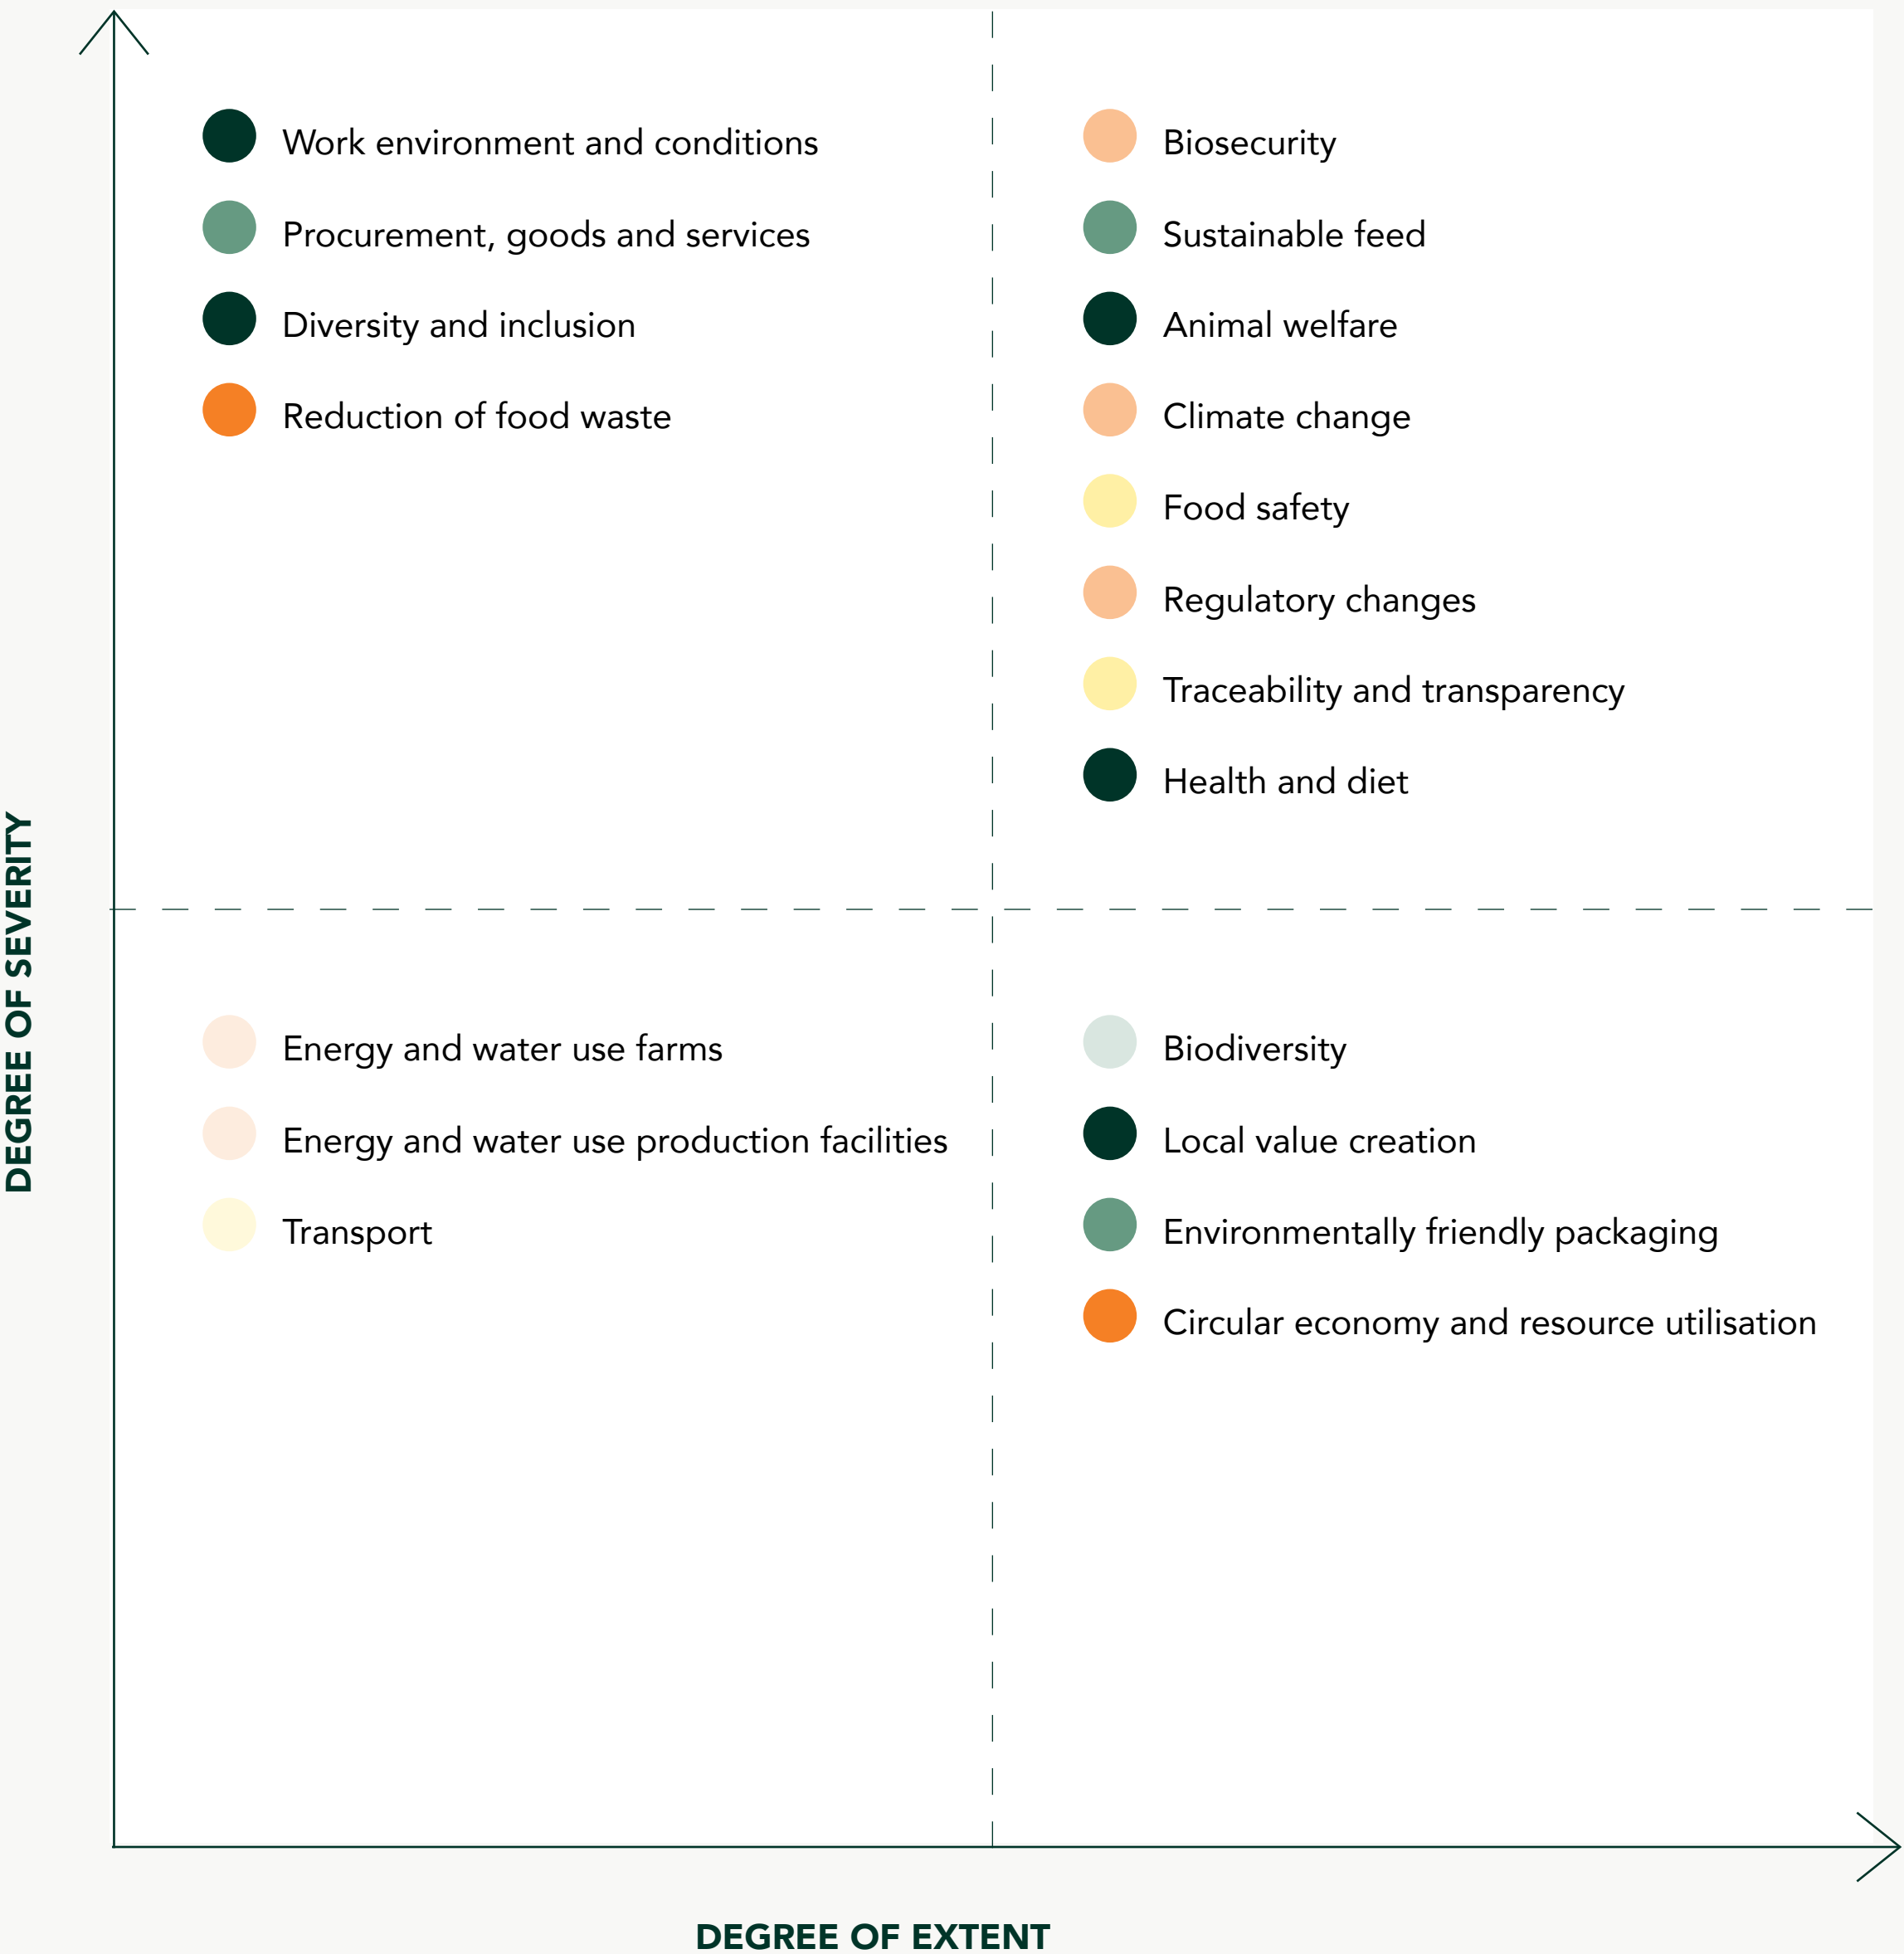 Work environment and conditions
Procurement, goods and services
Diversity and inclusion
Reduction of food waste
Biosecurity
Sustainable feed
Animal welfare
Climate change
Food safety
Regulatory changes
Traceability and transparency
Health and diet
DEGREE OF SEVERITY
Energy and water use farms
Energy and water use production facilities
Transport
Biodiversity
Local value creation
Environmentally friendly packaging
Circular economy and resource utilisation
DEGREE OF EXTENT